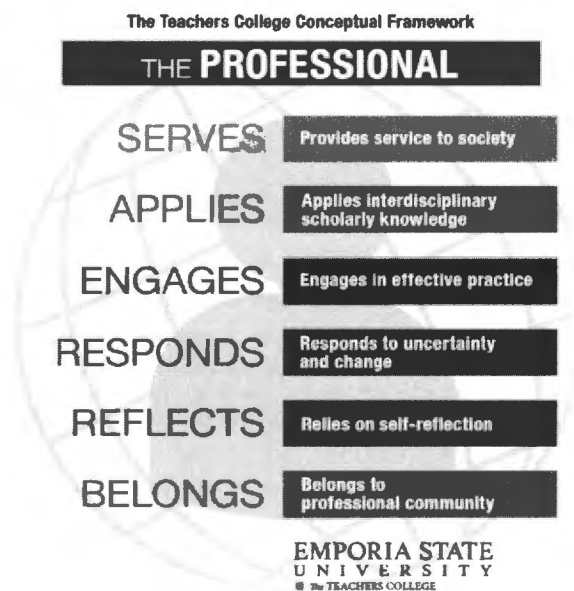 The Teachers College Conceptual Framework
THE PROFESSIONAL
SERVES
Provides service to society
APPLIES
Applies interdisciplinary
scholarly knowledge
ENGAGES
Engages in effective practice
RESPONDS
Responds to uncertainty
and change
REFLECTS
Relies on self-reflection
BELONGS
Belongs to
professional community
EMPORIA STATE
UNIVERSITY
The TEACHERS COLLEGE